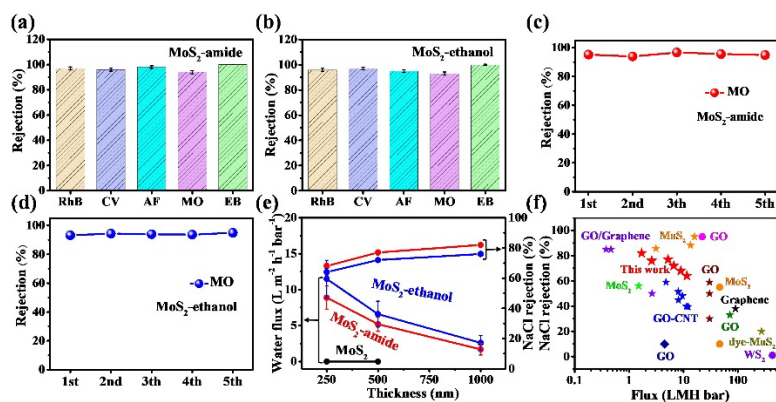 (a)
120
100
80
60
40
20
0
Rejection (%)
MoS2-amide
RhB CV AF MO EB
(b)
120
100
80
60
40
20
0
Rejection (%)
MoS2-ethanol
RhB CV AF MO EB
(c)
100
80
60
40
20
0
Rejection (%)
MO
MoS2-amide
1st 2nd 3th 4th 5th
(d)
100
80
60
40
20
0
Rejection (%)
MO
MoS2-ethanol
1st 2nd 3th 4th 5th
(e)
20
15
10
5
0
Water flux (L m-2 h-1 bar-1)
MoS2-ethanol
MoS2-amide
MoS2
250 500 750 1000
Thickness (nm)
100
80
60
40
20
0
NaCl rejection (%)
(f)
100
80
60
40
20
0
NaCl rejection (%)
GO/Graphene
MuS2
GO
This work
GO
MoS2
MoS2
Graphene
GO-CNT
GO
dye-MuS2
GO
WS2
0.1 1 10 100
Flux (LMH bar)